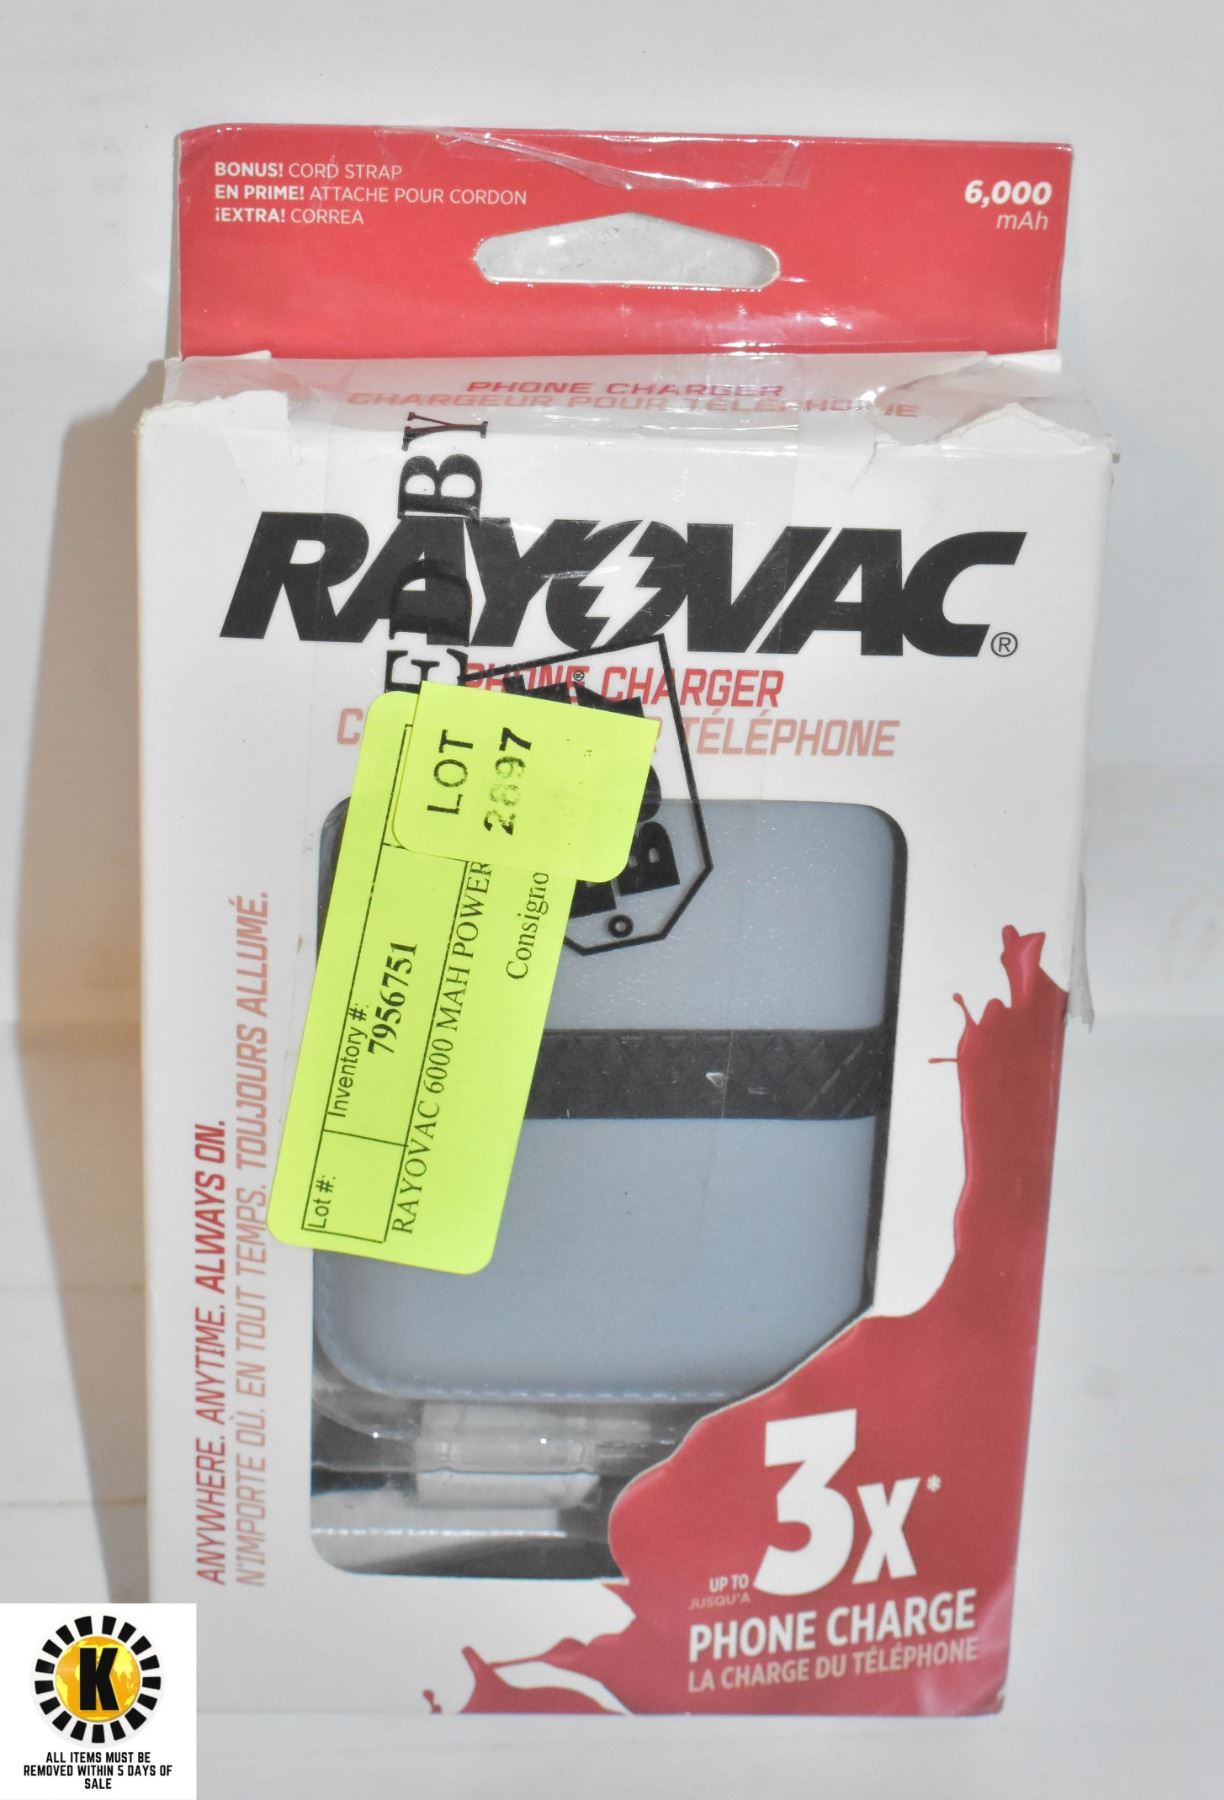 BONUS! CORD STRAP
EN PRIME! ATTACHE POUR CORDON
¡EXTRA! CORREA
6,000
mAh
PHONE CHARGER
CHARGEUR POUR TÉLÉPHONE
BY
RAYOVAC®
PHONE CHARGER
TÉLÉPHONE
LOT
2897
Lot #:
Inventory #:
7956751
RAYOVAC 6000 MAH POWER
Consigno
ANYWHERE. ANYTIME. ALWAYS ON.
N'IMPORTE OÙ. EN TOUT TEMPS. TOUJOURS ALLUMÉ.
UP TO
JUSQU'A
3x*
PHONE CHARGE
LA CHARGE DU TÉLÉPHONE
K
ALL ITEMS MUST BE
REMOVED WITHIN 5 DAYS OF
SALE